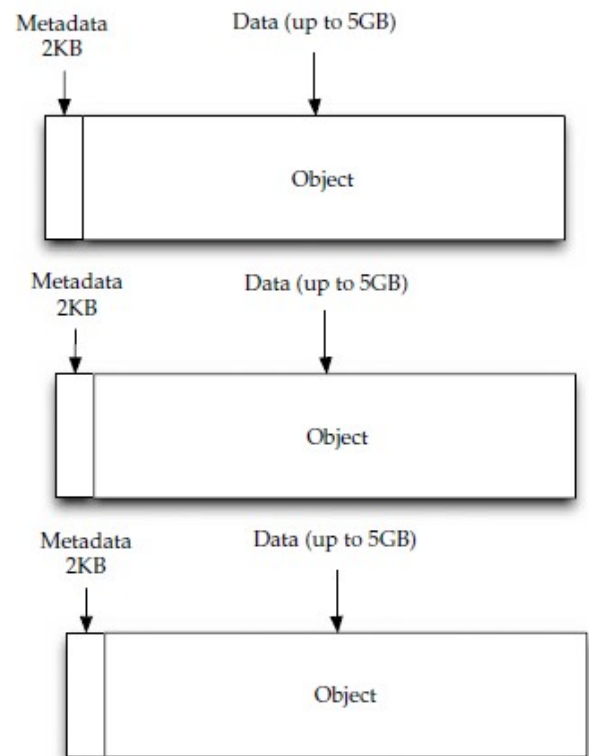 Metadata
2KB
Data (up to 5GB)
Object
Metadata
2KB
Data (up to 5GB)
Object
Metadata
2KB
Data (up to 5GB)
Object